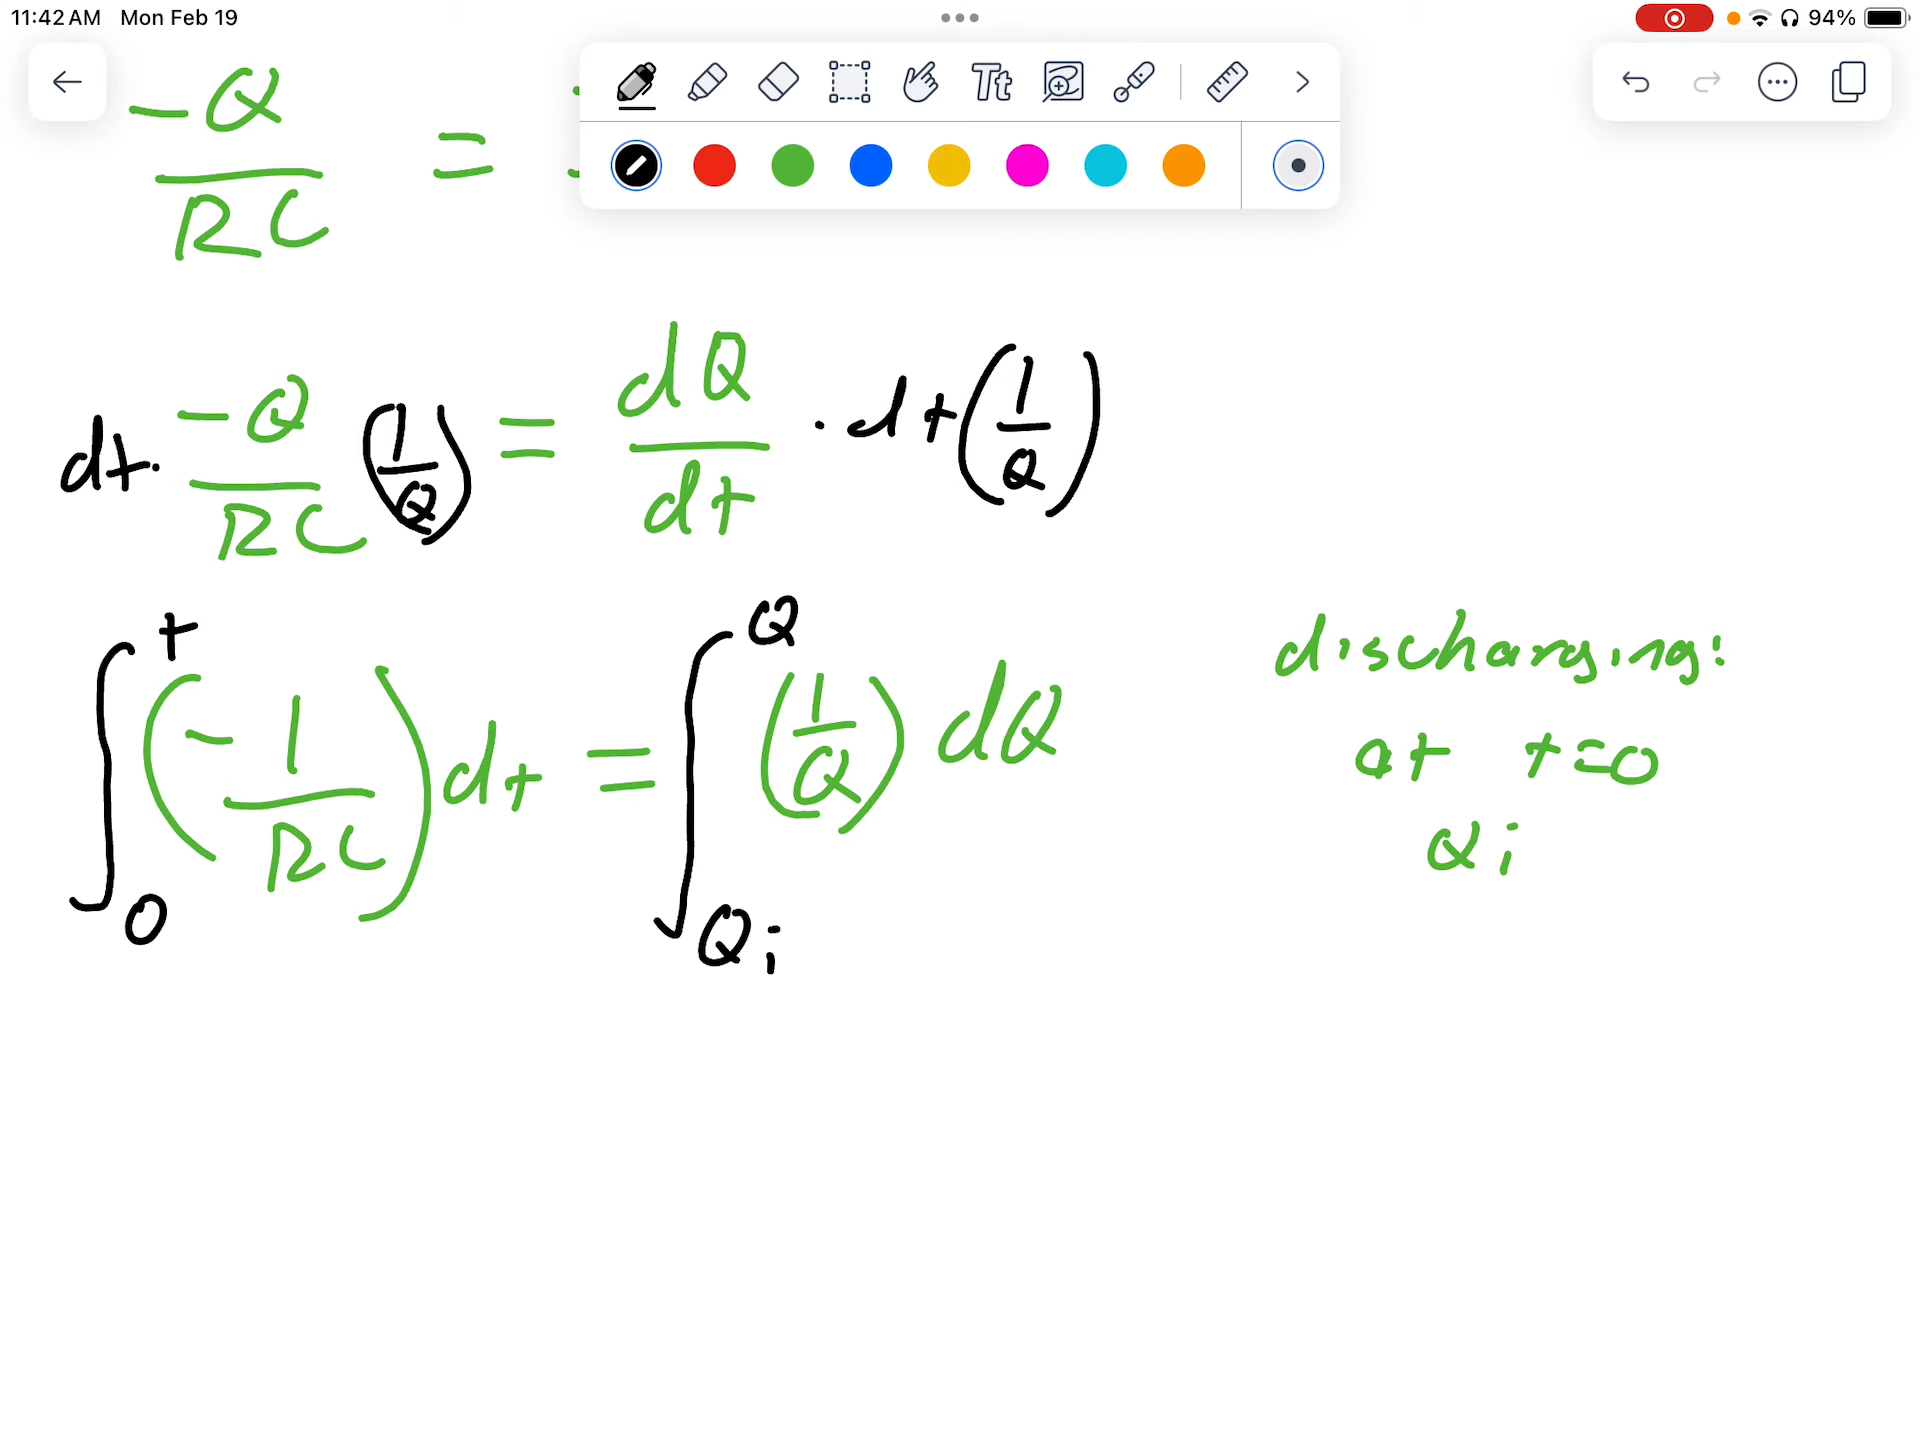 11:42 AM Mon Feb 19
94%
Tt
-Q/RC =
dt · -Q/RC (1/Q) = dQ/dt · dt (1/Q)
∫₀ᵗ (-1/RC) dt = ∫_{Qi}^{Q} (1/Q) dQ
discharging:
at t=0
Qi